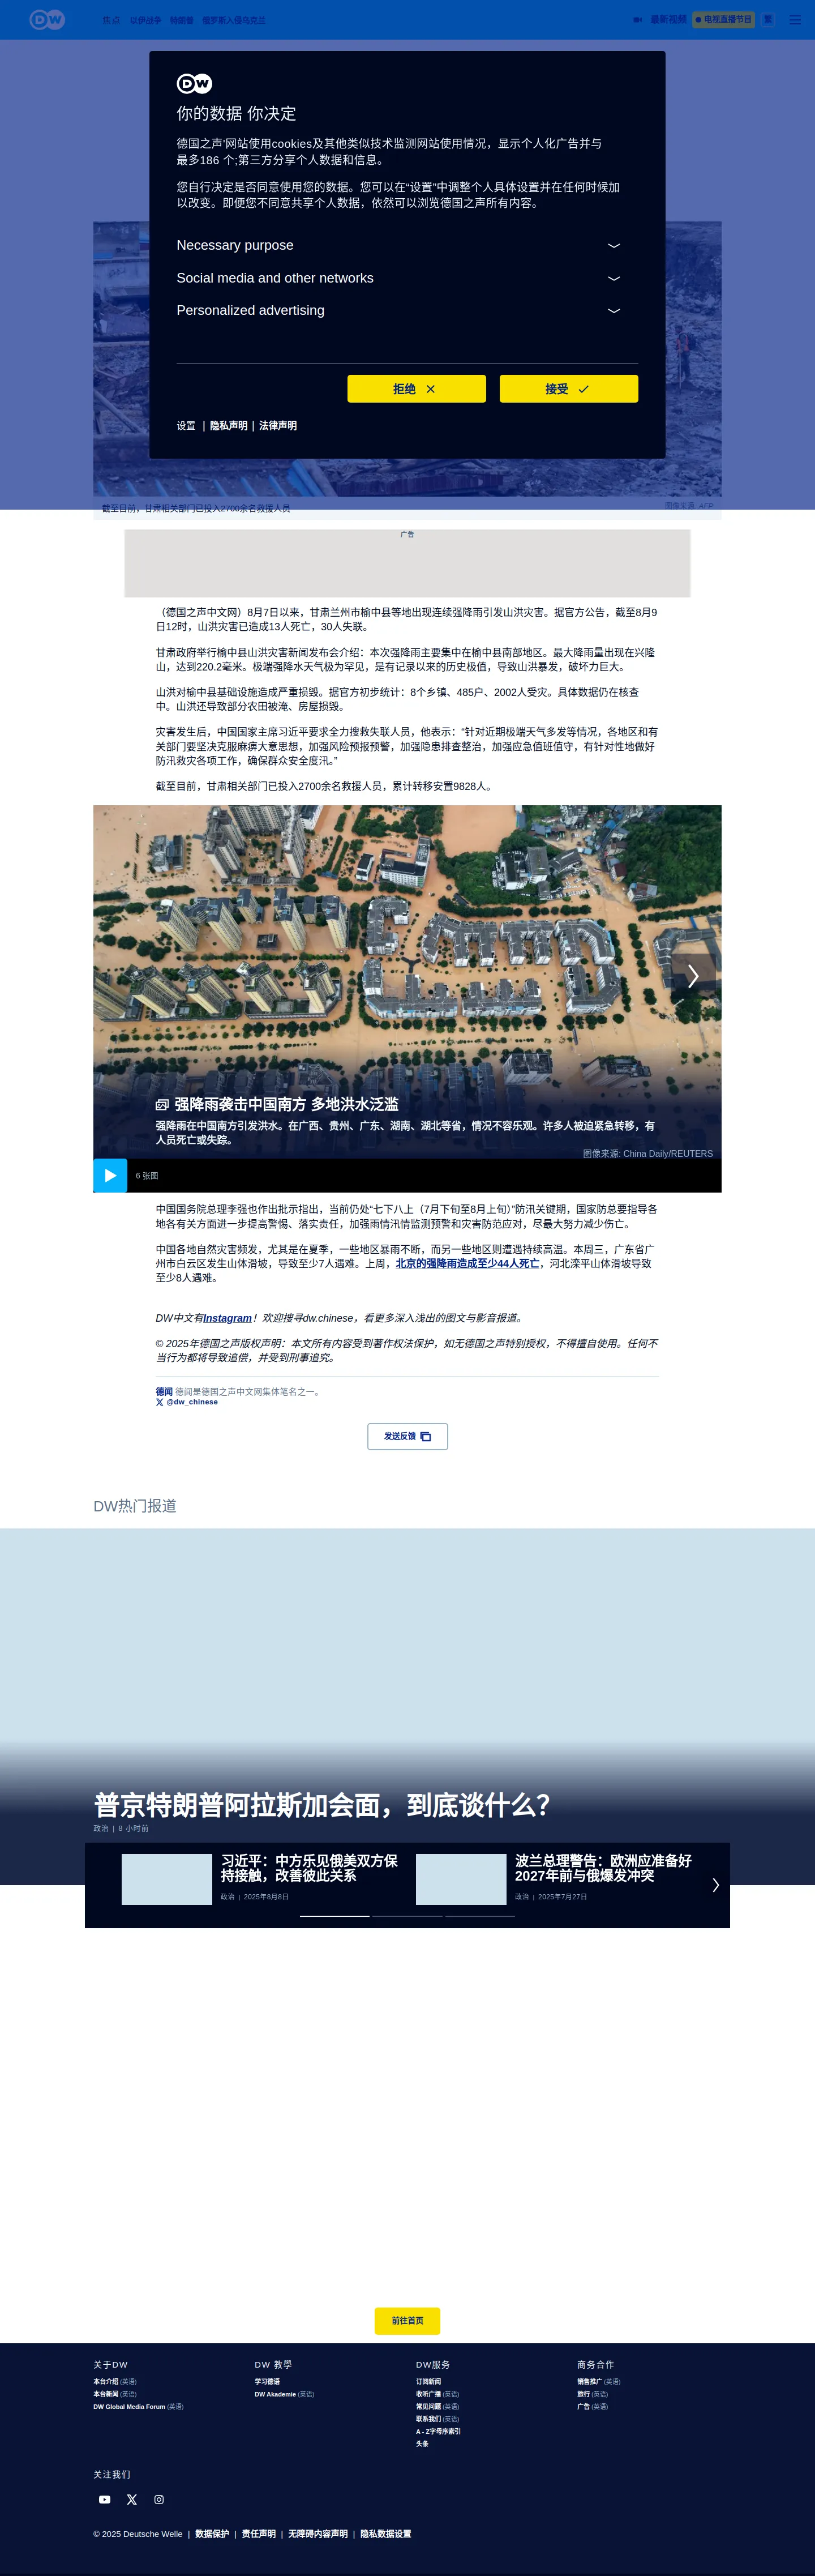 DW
焦点 以伊战争 特朗普 俄罗斯入侵乌克兰
最新视频 电视直播节目 繁
DW
你的数据 你决定
德国之声'网站使用cookies及其他类似技术监测网站使用情况，显示个人化广告并与
最多186 个;第三方分享个人数据和信息。
您自行决定是否同意使用您的数据。您可以在“设置”中调整个人具体设置并在任何时候加
以改变。即便您不同意共享个人数据，依然可以浏览德国之声所有内容。
Necessary purpose
Social media and other networks
Personalized advertising
拒绝
接受
设置 | 隐私声明 | 法律声明
截至目前，甘肃相关部门已投入2700余名救援人员
图像来源: AFP
广告
（德国之声中文网）8月7日以来，甘肃兰州市榆中县等地出现连续强降雨引发山洪灾害。据官方公告，截至8月9
日12时，山洪灾害已造成13人死亡，30人失联。
甘肃政府举行榆中县山洪灾害新闻发布会介绍：本次强降雨主要集中在榆中县南部地区。最大降雨量出现在兴隆
山，达到220.2毫米。极端强降水天气极为罕见，是有记录以来的历史极值，导致山洪暴发，破坏力巨大。
山洪对榆中县基础设施造成严重损毁。据官方初步统计：8个乡镇、485户、2002人受灾。具体数据仍在核查
中。山洪还导致部分农田被淹、房屋损毁。
灾害发生后，中国国家主席习近平要求全力搜救失联人员，他表示：“针对近期极端天气多发等情况，各地区和有
关部门要坚决克服麻痹大意思想，加强风险预报预警，加强隐患排查整治，加强应急值班值守，有针对性地做好
防汛救灾各项工作，确保群众安全度汛。”
截至目前，甘肃相关部门已投入2700余名救援人员，累计转移安置9828人。
强降雨袭击中国南方 多地洪水泛滥
强降雨在中国南方引发洪水。在广西、贵州、广东、湖南、湖北等省，情况不容乐观。许多人被迫紧急转移，有
人员死亡或失踪。
图像来源: China Daily/REUTERS
6 张图
中国国务院总理李强也作出批示指出，当前仍处“七下八上（7月下旬至8月上旬）”防汛关键期，国家防总要指导各
地各有关方面进一步提高警惕、落实责任，加强雨情汛情监测预警和灾害防范应对，尽最大努力减少伤亡。
中国各地自然灾害频发，尤其是在夏季，一些地区暴雨不断，而另一些地区则遭遇持续高温。本周三，广东省广
州市白云区发生山体滑坡，导致至少7人遇难。上周，北京的强降雨造成至少44人死亡，河北滦平山体滑坡导致
至少8人遇难。
DW中文有Instagram！欢迎搜寻dw.chinese，看更多深入浅出的图文与影音报道。
© 2025年德国之声版权声明：本文所有内容受到著作权法保护，如无德国之声特别授权，不得擅自使用。任何不
当行为都将导致追偿，并受到刑事追究。
德闻 德闻是德国之声中文网集体笔名之一。
@dw_chinese
发送反馈
DW热门报道
普京特朗普阿拉斯加会面，到底谈什么？
政治 | 8 小时前
习近平：中方乐见俄美双方保
持接触，改善彼此关系
政治 | 2025年8月8日
波兰总理警告：欧洲应准备好
2027年前与俄爆发冲突
政治 | 2025年7月27日
前往首页
关于DW
本台介绍 (英语)
本台新闻 (英语)
DW Global Media Forum (英语)
DW 教學
学习德语
DW Akademie (英语)
DW服务
订阅新闻
收听广播 (英语)
常见问题 (英语)
联系我们 (英语)
A - Z字母序索引
头条
商务合作
销售推广 (英语)
旅行 (英语)
广告 (英语)
关注我们
© 2025 Deutsche Welle | 数据保护 | 责任声明 | 无障碍内容声明 | 隐私数据设置